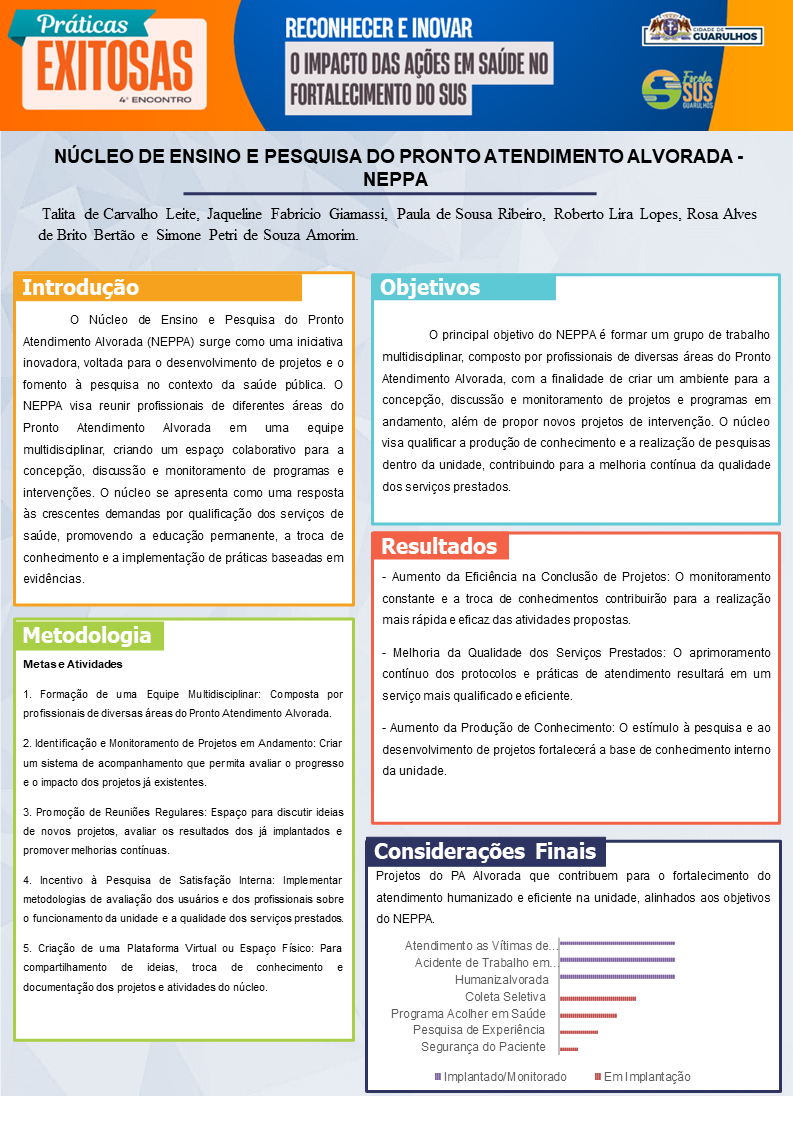 Práticas
EXITOSAS
4º ENCONTRO
RECONHECER E INOVAR
O IMPACTO DAS AÇÕES EM SAÚDE NO
FORTALECIMENTO DO SUS
CIDADE DE
GUARULHOS
Escola
SUS
GUARULHOS
NÚCLEO DE ENSINO E PESQUISA DO PRONTO ATENDIMENTO ALVORADA -
NEPPA
Talita de Carvalho Leite, Jaqueline Fabricio Giamassi, Paula de Sousa Ribeiro, Roberto Lira Lopes, Rosa Alves
de Brito Bertão e Simone Petri de Souza Amorim.
Introdução
O Núcleo de Ensino e Pesquisa do Pronto
Atendimento Alvorada (NEPPA) surge como uma iniciativa
inovadora, voltada para o desenvolvimento de projetos e o
fomento à pesquisa no contexto da saúde pública. O
NEPPA visa reunir profissionais de diferentes áreas do
Pronto Atendimento Alvorada em uma equipe
multidisciplinar, criando um espaço colaborativo para a
concepção, discussão e monitoramento de programas e
intervenções. O núcleo se apresenta como uma resposta
às crescentes demandas por qualificação dos serviços de
saúde, promovendo a educação permanente, a troca de
conhecimento e a implementação de práticas baseadas em
evidências.
Metodologia
Metas e Atividades
1. Formação de uma Equipe Multidisciplinar: Composta por
profissionais de diversas áreas do Pronto Atendimento Alvorada.
2. Identificação e Monitoramento de Projetos em Andamento: Criar
um sistema de acompanhamento que permita avaliar o progresso
e o impacto dos projetos já existentes.
3. Promoção de Reuniões Regulares: Espaço para discutir ideias
de novos projetos, avaliar os resultados dos já implantados e
promover melhorias contínuas.
4. Incentivo à Pesquisa de Satisfação Interna: Implementar
metodologias de avaliação dos usuários e dos profissionais sobre
o funcionamento da unidade e a qualidade dos serviços prestados.
5. Criação de uma Plataforma Virtual ou Espaço Físico: Para
compartilhamento de ideias, troca de conhecimento e
documentação dos projetos e atividades do núcleo.
Objetivos
O principal objetivo do NEPPA é formar um grupo de trabalho
multidisciplinar, composto por profissionais de diversas áreas do Pronto
Atendimento Alvorada, com a finalidade de criar um ambiente para a
concepção, discussão e monitoramento de projetos e programas em
andamento, além de propor novos projetos de intervenção. O núcleo
visa qualificar a produção de conhecimento e a realização de pesquisas
dentro da unidade, contribuindo para a melhoria contínua da qualidade
dos serviços prestados.
Resultados
- Aumento da Eficiência na Conclusão de Projetos: O monitoramento
constante e a troca de conhecimentos contribuirão para a realização
mais rápida e eficaz das atividades propostas.
- Melhoria da Qualidade dos Serviços Prestados: O aprimoramento
contínuo dos protocolos e práticas de atendimento resultará em um
serviço mais qualificado e eficiente.
- Aumento da Produção de Conhecimento: O estímulo à pesquisa e ao
desenvolvimento de projetos fortalecerá a base de conhecimento interno
da unidade.
Considerações Finais
Projetos do PA Alvorada que contribuem para o fortalecimento do
atendimento humanizado e eficiente na unidade, alinhados aos objetivos
do NEPPA.
Atendimento as Vítimas de...
Acidente de Trabalho em...
Humanizalvorada
Coleta Seletiva
Programa Acolher em Saúde
Pesquisa de Experiência
Segurança do Paciente
Implantado/Monitorado
Em Implantação